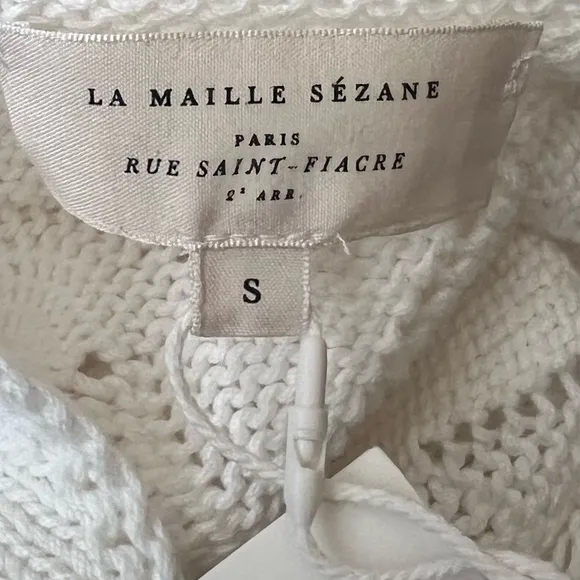 LA MAILLE SÉZANE
PARIS
RUE SAINT-FIACRE
2ᵉ ARR.
S